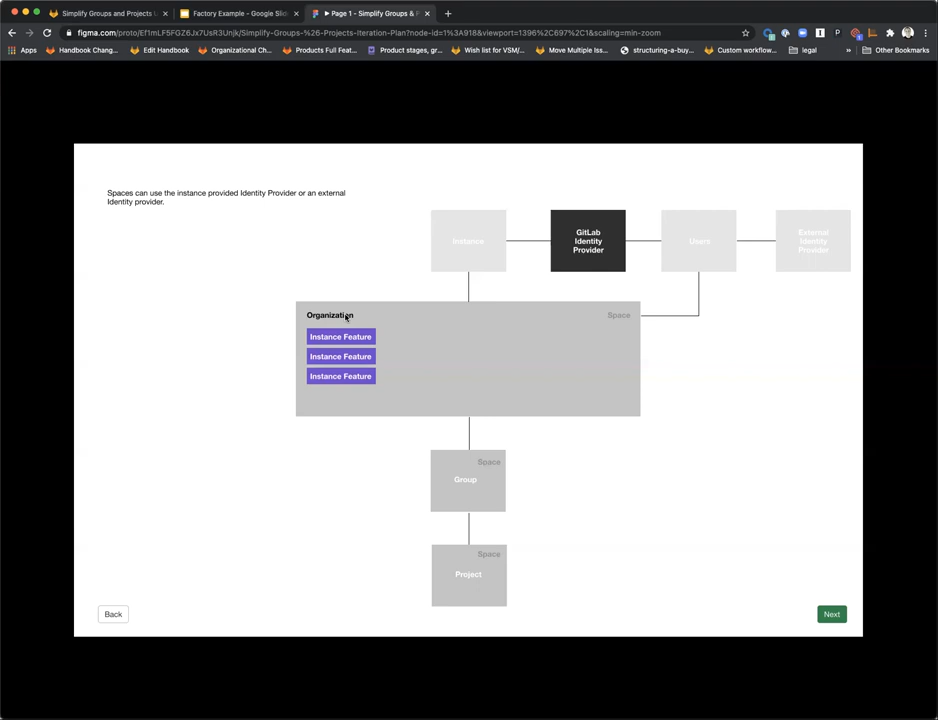 Simplify Groups and Projects U
Factory Example - Google Slid
Page 1 - Simplify Groups & P
figma.com/proto/Ef1mLF5FGZ6Jx7UsR3Unjk/Simplify-Groups-%26-Projects-Iteration-Plan?node-id=1%3A918&viewport=1396%2C697%2C1&scaling=min-zoom
Apps
Handbook Chang...
Edit Handbook
Organizational Ch...
Products Full Feat...
Product stages, gr...
Wish list for VSM/...
Move Multiple Iss...
structuring-a-buy...
Custom workflow...
legal
»
Other Bookmarks
Spaces can use the instance provided Identity Provider or an external
Identity provider.
Instance
GitLab
Identity
Provider
Users
External
Identity
Provider
Organization
Space
Instance Feature
Instance Feature
Instance Feature
Space
Group
Space
Project
Back
Next